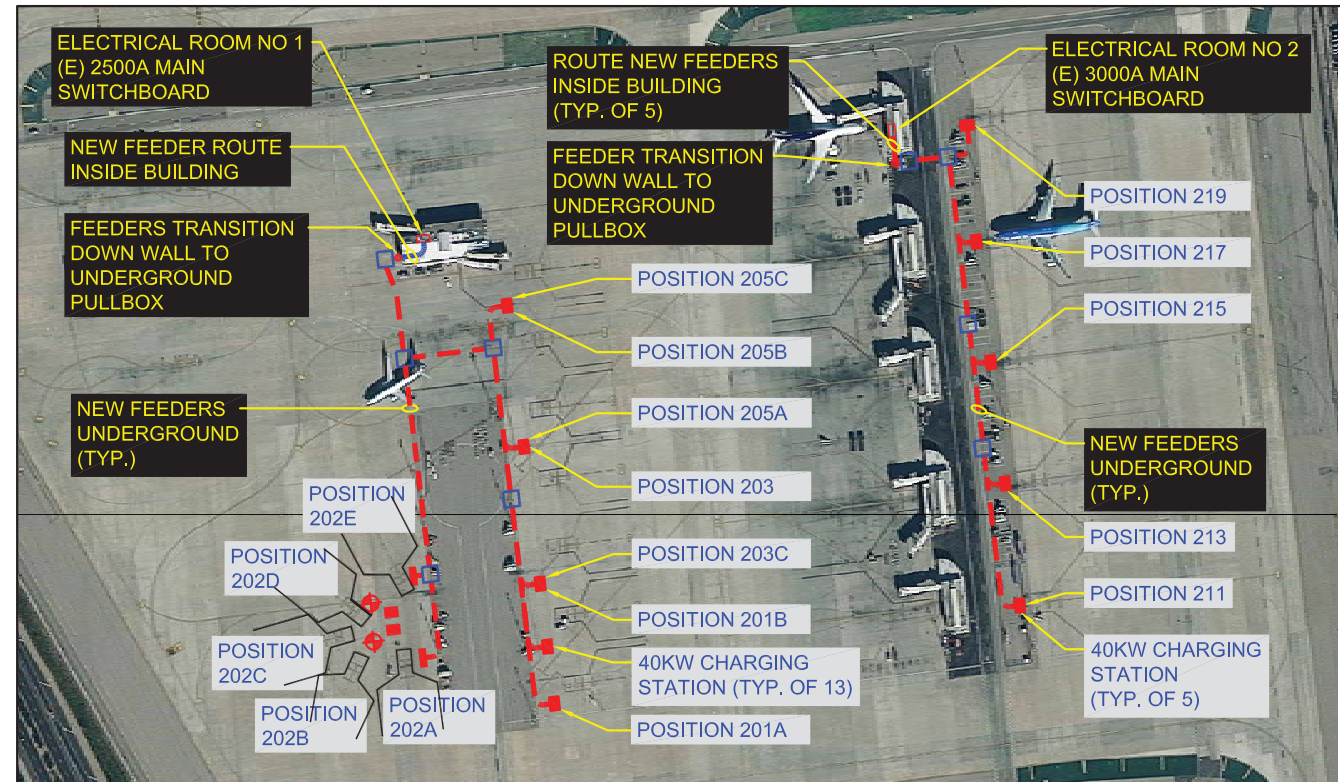 ELECTRICAL ROOM NO 1
(E) 2500A MAIN
SWITCHBOARD
NEW FEEDER ROUTE
INSIDE BUILDING
FEEDERS TRANSITION
DOWN WALL TO
UNDERGROUND
PULLBOX
NEW FEEDERS
UNDERGROUND
(TYP.)
POSITION
202E
POSITION
202D
POSITION
202C
POSITION
202B
POSITION
202A
ROUTE NEW FEEDERS
INSIDE BUILDING
(TYP. OF 5)
FEEDER TRANSITION
DOWN WALL TO
UNDERGROUND
PULLBOX
POSITION 205C
POSITION 205B
POSITION 205A
POSITION 203
POSITION 203C
POSITION 201B
40KW CHARGING
STATION (TYP. OF 13)
POSITION 201A
ELECTRICAL ROOM NO 2
(E) 3000A MAIN
SWITCHBOARD
POSITION 219
POSITION 217
POSITION 215
NEW FEEDERS
UNDERGROUND
(TYP.)
POSITION 213
POSITION 211
40KW CHARGING
STATION
(TYP. OF 5)